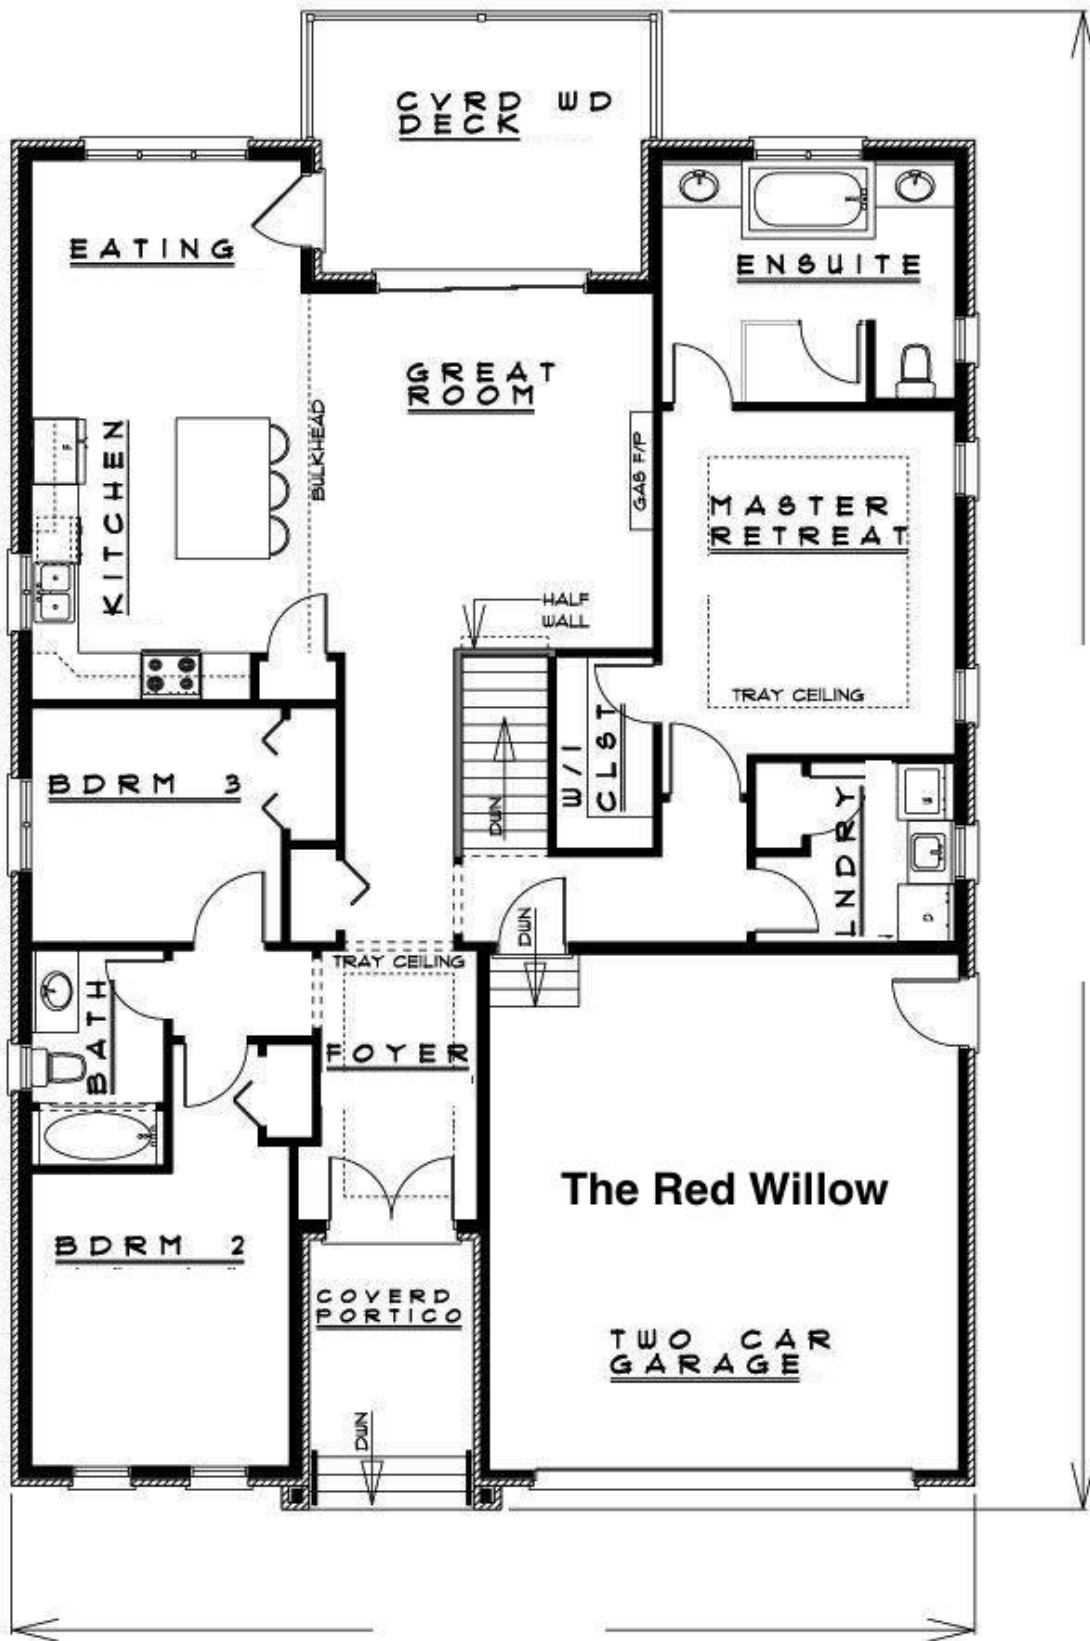 CVRD WD
DECK
EATING
ENSUITE
GREAT
ROOM
KITCHEN
BULKHEAD
GAS F/P
F
MASTER
RETREAT
HALF
WALL
TRAY CEILING
W/I
CLST
DWN
BDRM 3
LNDRY
W
D
DWN
TRAY CEILING
BATH
FOYER
The Red Willow
BDRM 2
COVERD
PORTICO
TWO CAR
GARAGE
DWN